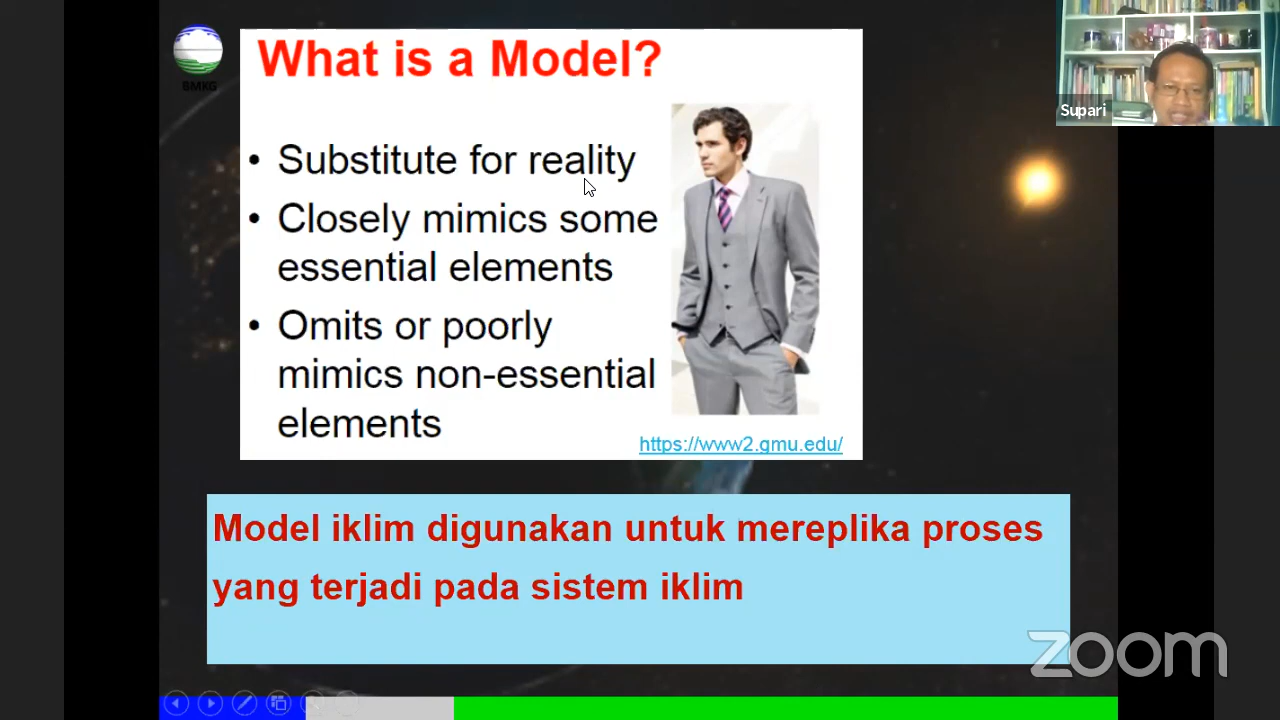 What is a Model?
BMKG
• Substitute for reality
• Closely mimics some
essential elements
• Omits or poorly
mimics non-essential
elements
https://www2.gmu.edu/
Supari
Model iklim digunakan untuk mereplika proses
yang terjadi pada sistem iklim
zoom